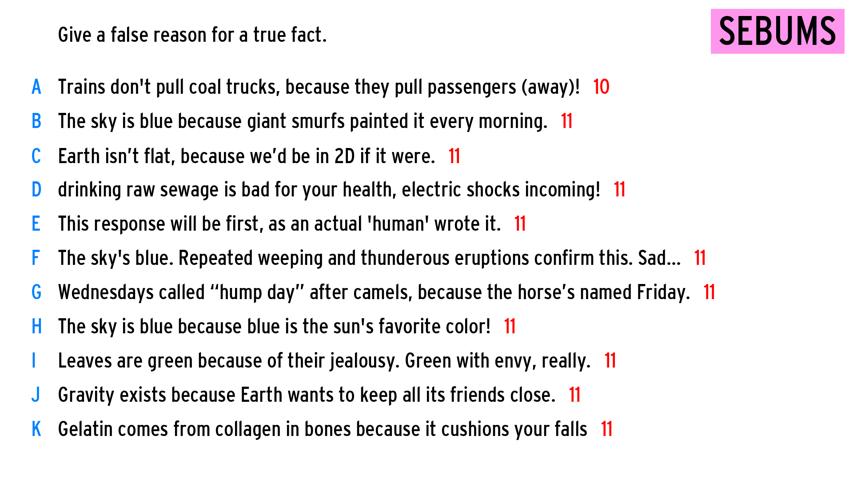 SEBUMS
Give a false reason for a true fact.
A Trains don't pull coal trucks, because they pull passengers (away)! 10
B The sky is blue because giant smurfs painted it every morning. 11
C Earth isn’t flat, because we’d be in 2D if it were. 11
D drinking raw sewage is bad for your health, electric shocks incoming! 11
E This response will be first, as an actual 'human' wrote it. 11
F The sky's blue. Repeated weeping and thunderous eruptions confirm this. Sad... 11
G Wednesdays called “hump day” after camels, because the horse’s named Friday. 11
H The sky is blue because blue is the sun's favorite color! 11
I Leaves are green because of their jealousy. Green with envy, really. 11
J Gravity exists because Earth wants to keep all its friends close. 11
K Gelatin comes from collagen in bones because it cushions your falls 11